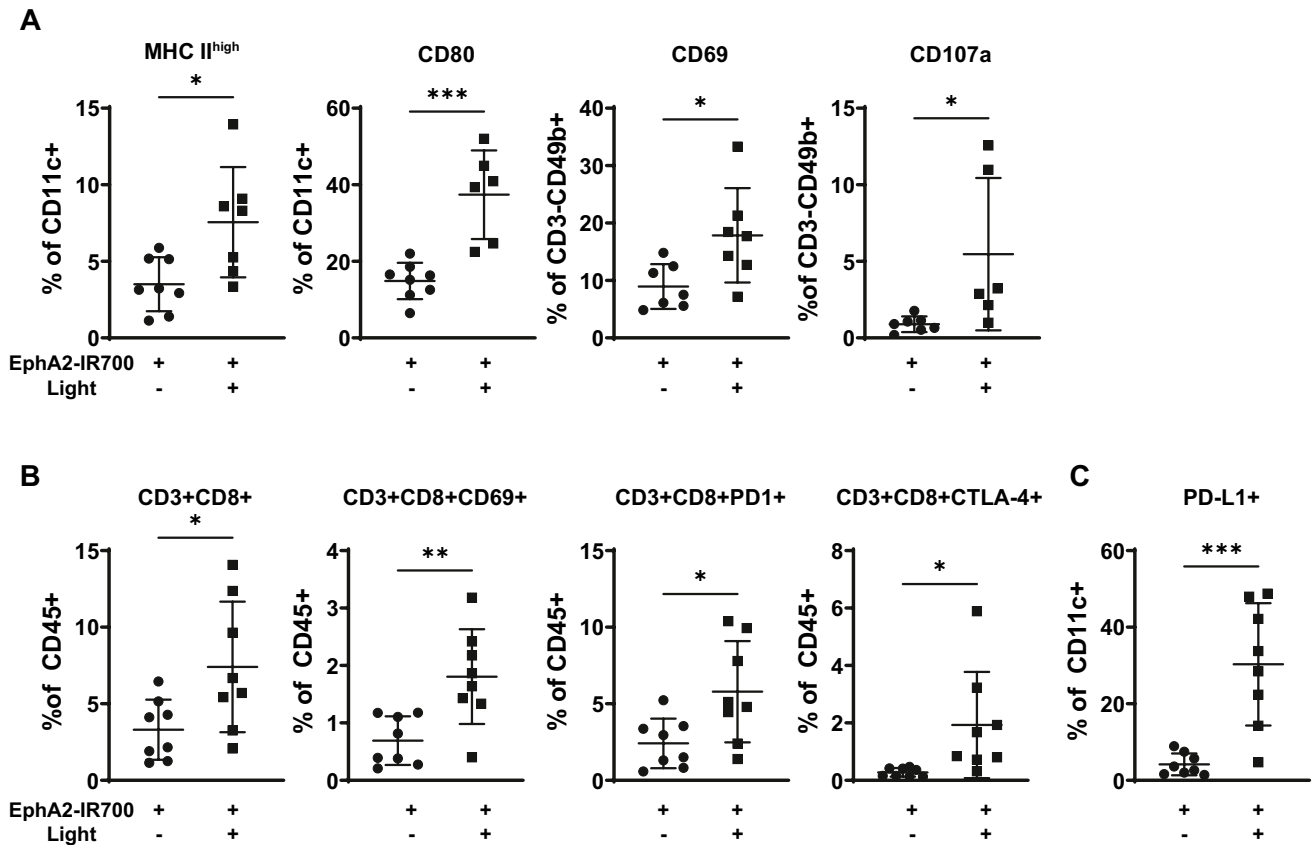 A
MHC II^high CD80 CD69 CD107a
* *** * *
% of CD11c+ 15 10 5 0
% of CD11c+ 60 40 20 0
% of CD3-CD49b+ 40 30 20 10 0
%of CD3-CD49b+ 15 10 5 0
EphA2-IR700 + + + + + + + +
Light - + - + - + - +
B C
CD3+CD8+ CD3+CD8+CD69+ CD3+CD8+PD1+ CD3+CD8+CTLA-4+ PD-L1+
* ** * * ***
%of CD45+ 15 10 5 0
% of CD45+ 4 3 2 1 0
% of CD45+ 15 10 5 0
% of CD45+ 8 6 4 2 0
% of CD11c+ 60 40 20 0
EphA2-IR700 + + + + + + + + + +
Light - + - + - + - + - +